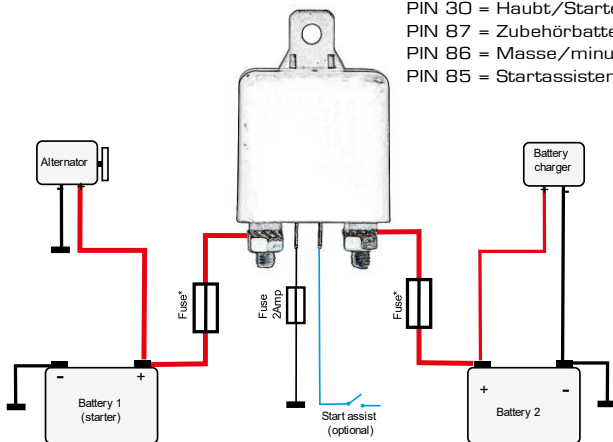 PIN 30 = Haubt/Starte
PIN 87 = Zubehörbatte
PIN 86 = Masse/minu
PIN 85 = Startassisten
Alternator
- +
Battery
charger
+ -
Fuse*
Fuse
2Amp
Fuse*
- +
Battery 1
(starter)
Start assist
(optional)
+ -
Battery 2